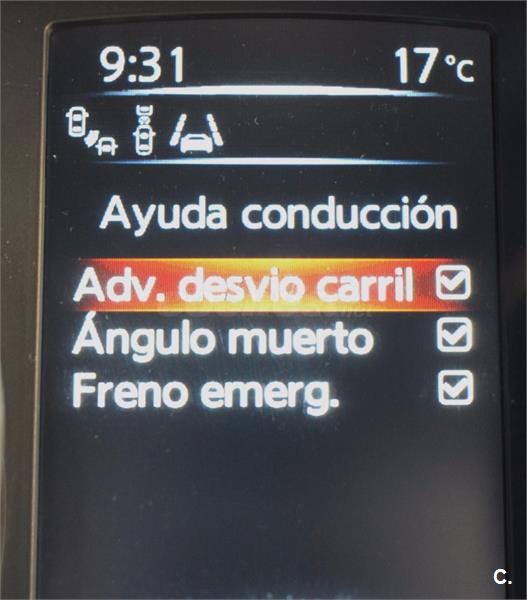 9:31 17°C
Ayuda conducción
Adv. desvio carril
Ángulo muerto
Freno emerg.
C.